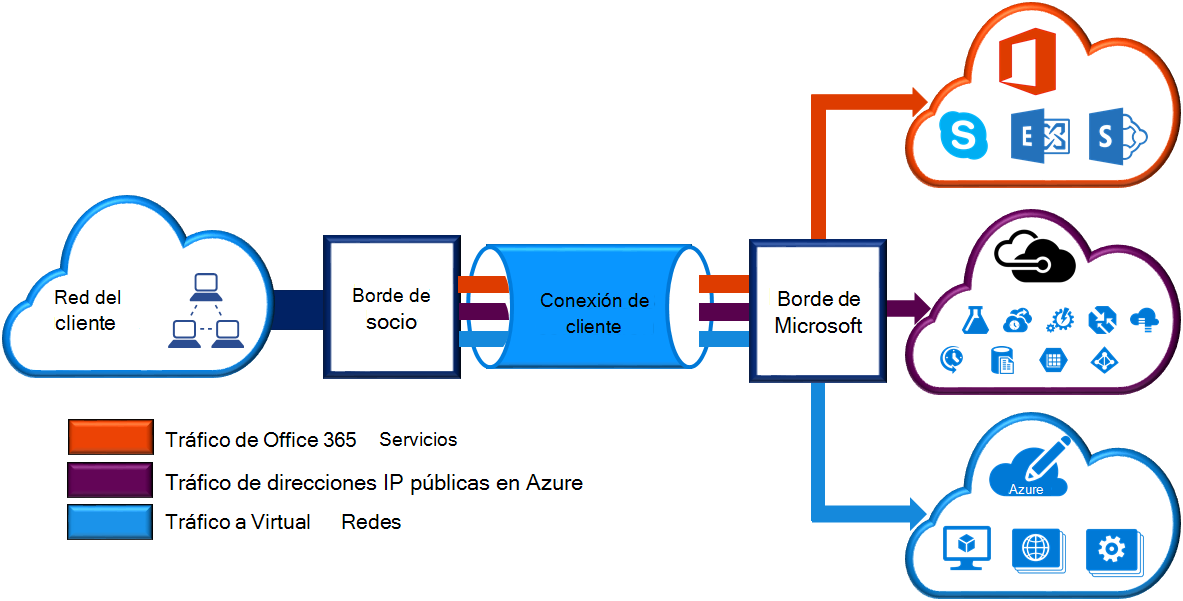 Red del
cliente
Borde de
socio
Conexión de
cliente
Borde de
Microsoft
S
E
S
Azure
Tráfico de Office 365 Servicios
Tráfico de direcciones IP públicas en Azure
Tráfico a Virtual Redes